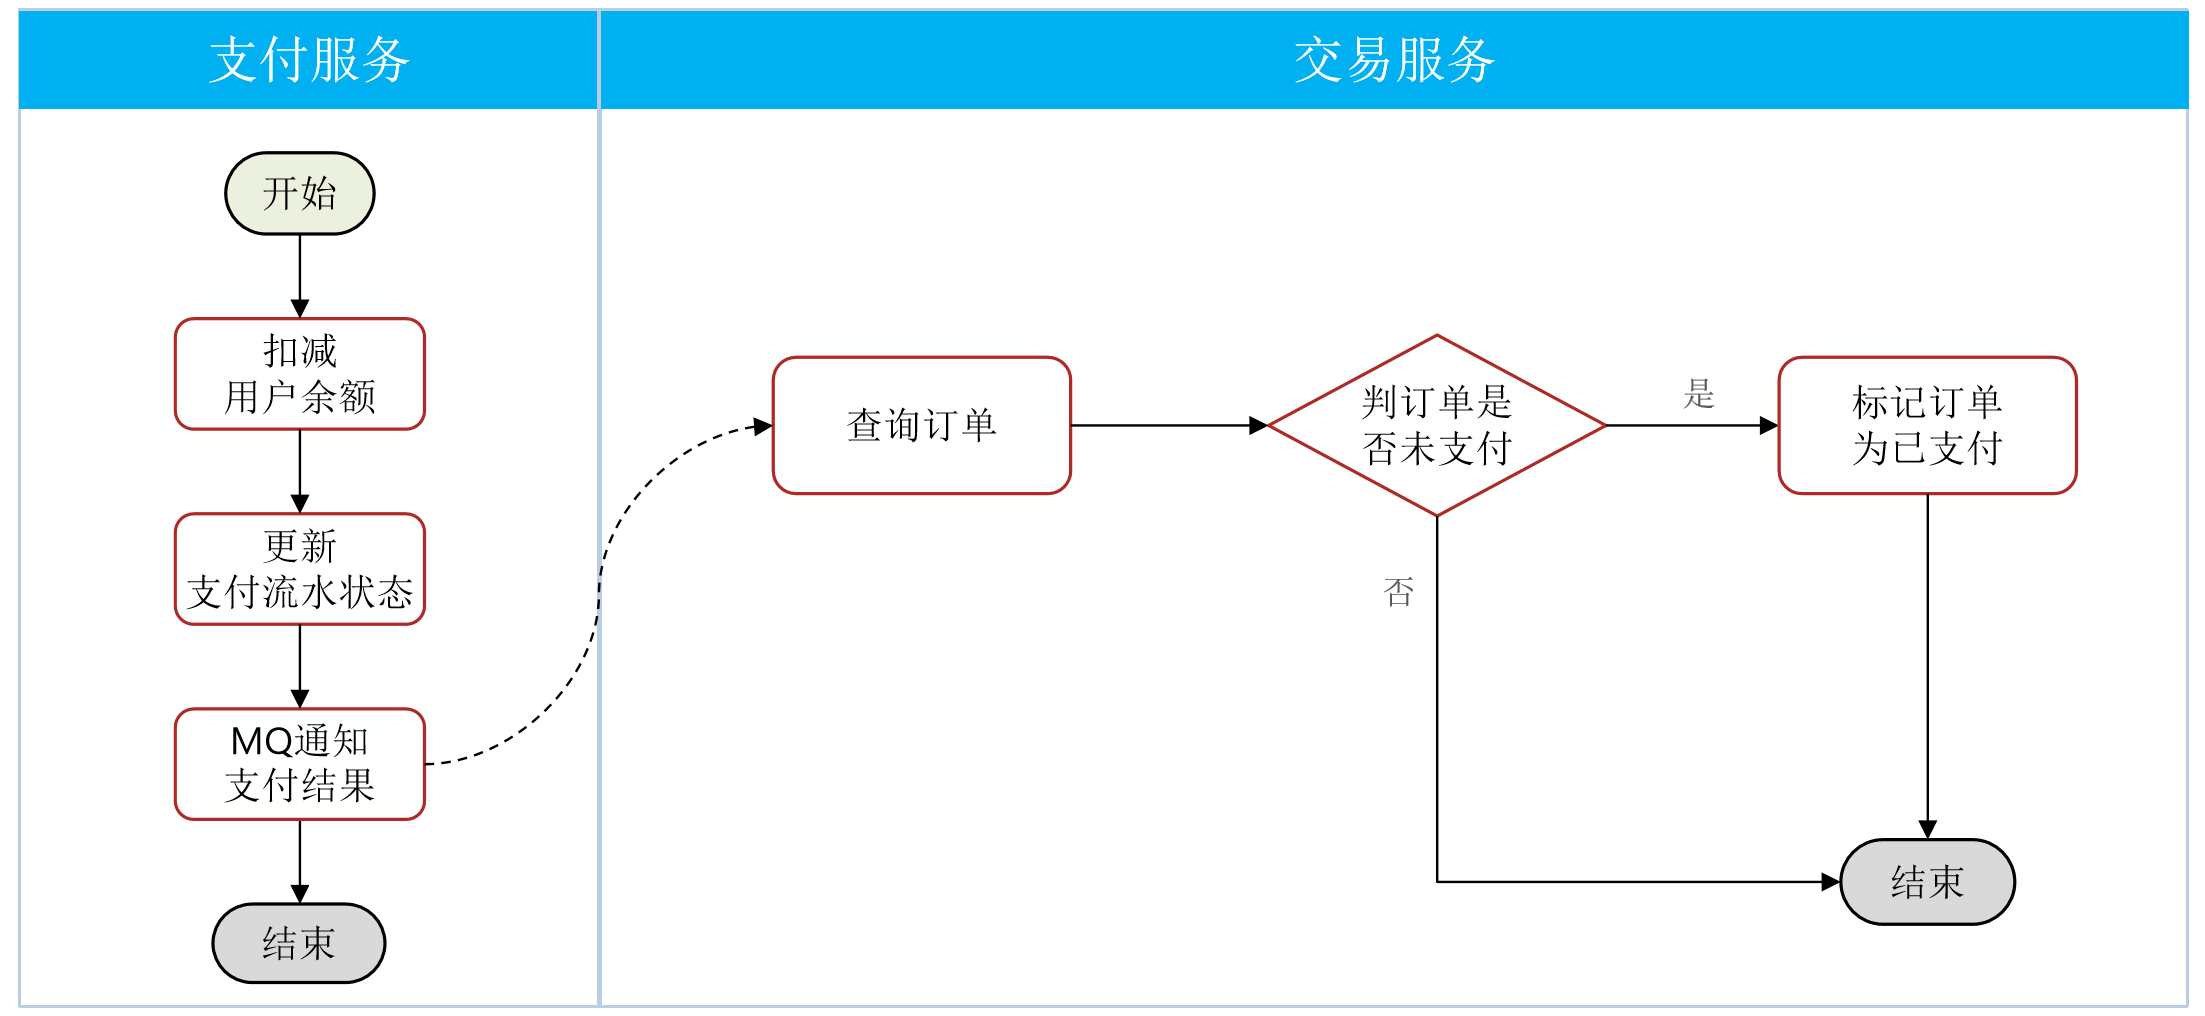 支付服务
交易服务
开始
扣减
用户余额
更新
支付流水状态
MQ通知
支付结果
结束
查询订单
判订单是
否未支付
是
否
标记订单
为已支付
结束